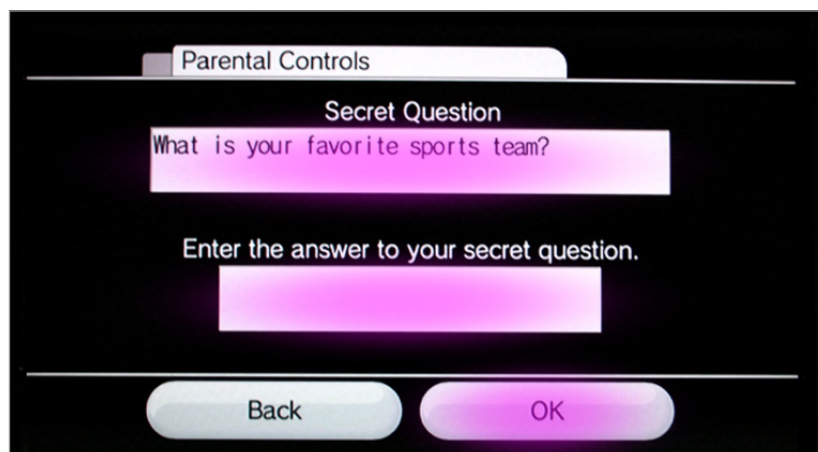 Parental Controls
Secret Question
What is your favorite sports team?
Enter the answer to your secret question.
Back
OK